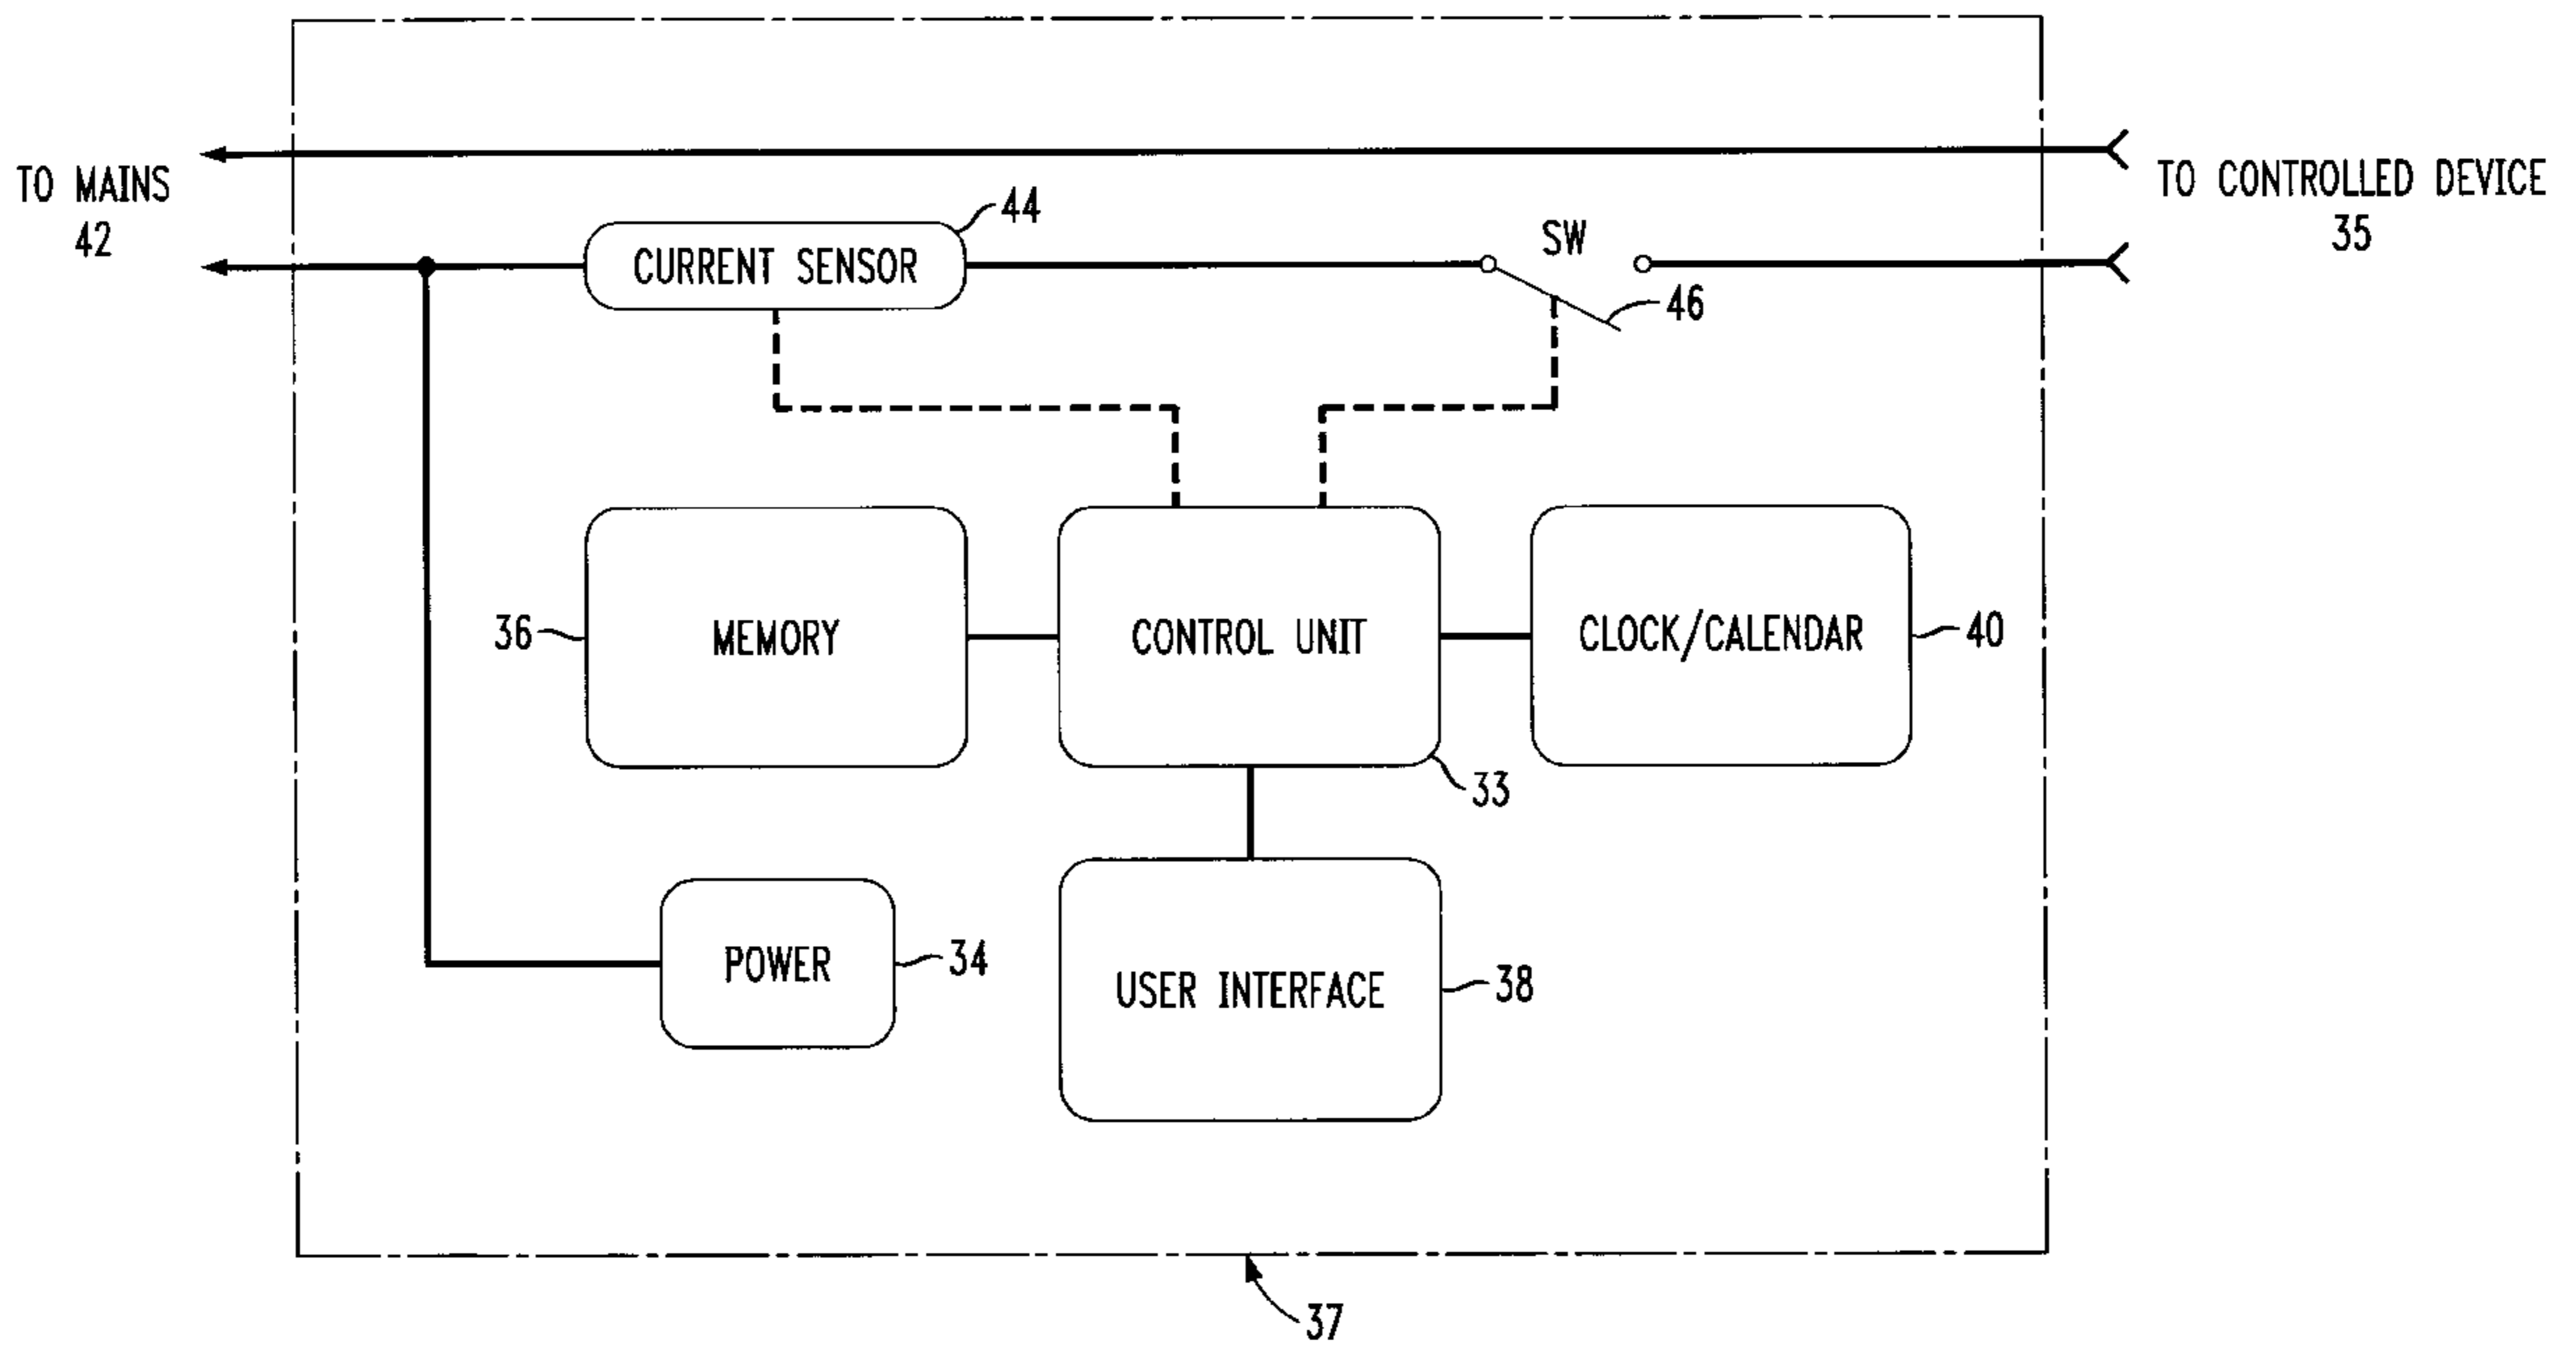 TO MAINS
42
44
CURRENT SENSOR
SW
46
TO CONTROLLED DEVICE
35
36
MEMORY
CONTROL UNIT
33
CLOCK/CALENDAR
40
POWER
34
USER INTERFACE
38
37